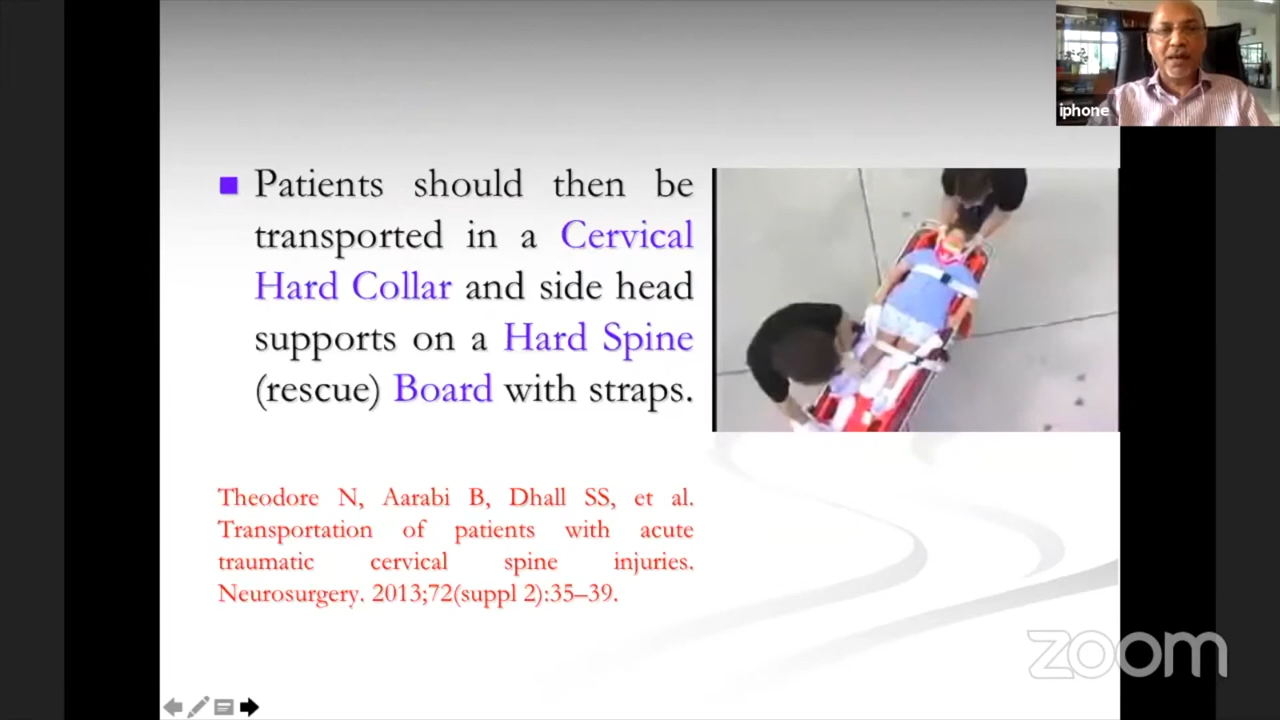 iphone
Patients should then be
transported in a Cervical
Hard Collar and side head
supports on a Hard Spine
(rescue) Board with straps.
Theodore N, Aarabi B, Dhall SS, et al.
Transportation of patients with acute
traumatic cervical spine injuries.
Neurosurgery. 2013;72(suppl 2):35–39.
zoom